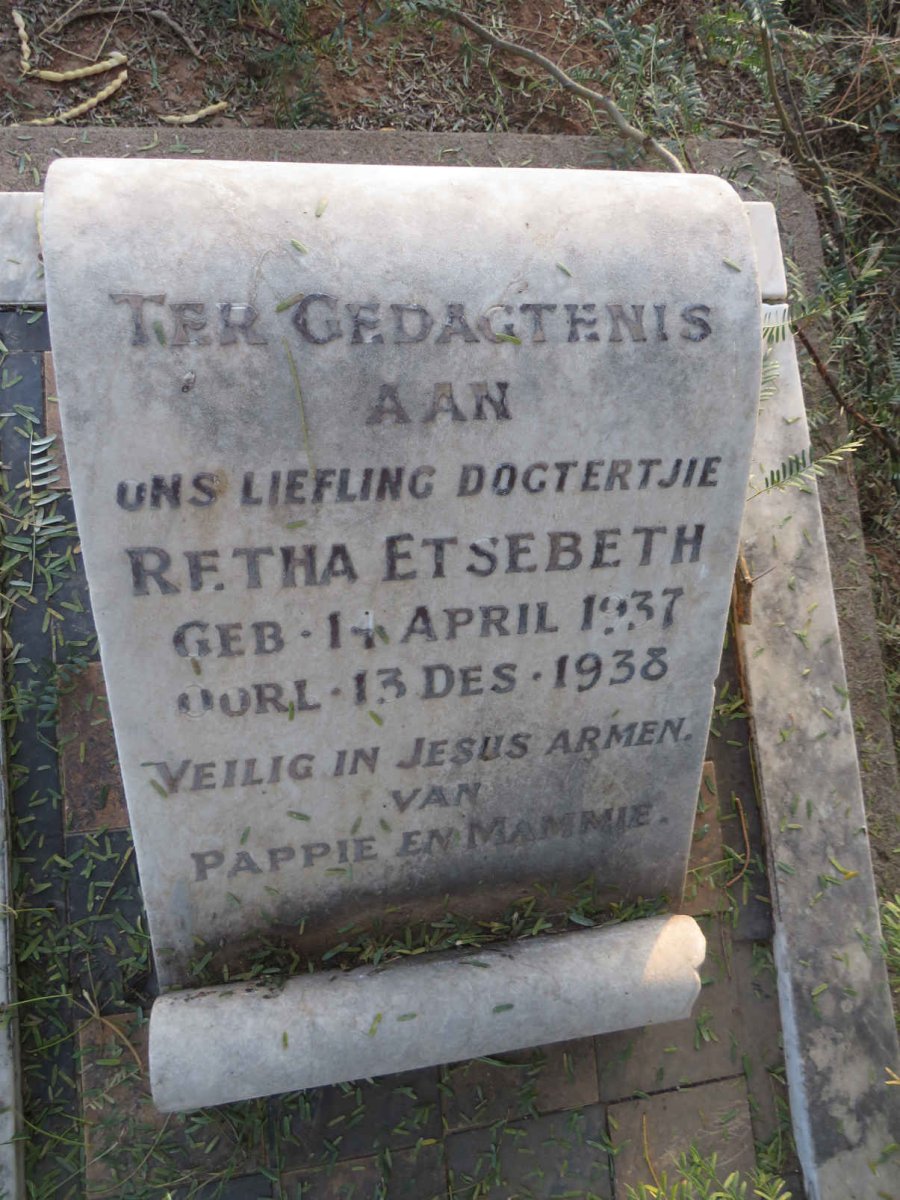 TER GEDAGTENIS
AAN
UNS LIEFLING DOGTERTJIE
RETHA ETSEBETH
GEB · 14 APRIL 1937
OORL · 13 DES · 1938
VEILIG IN JESUS ARMEN.
VAN
PAPPIE EN MAMMIE.